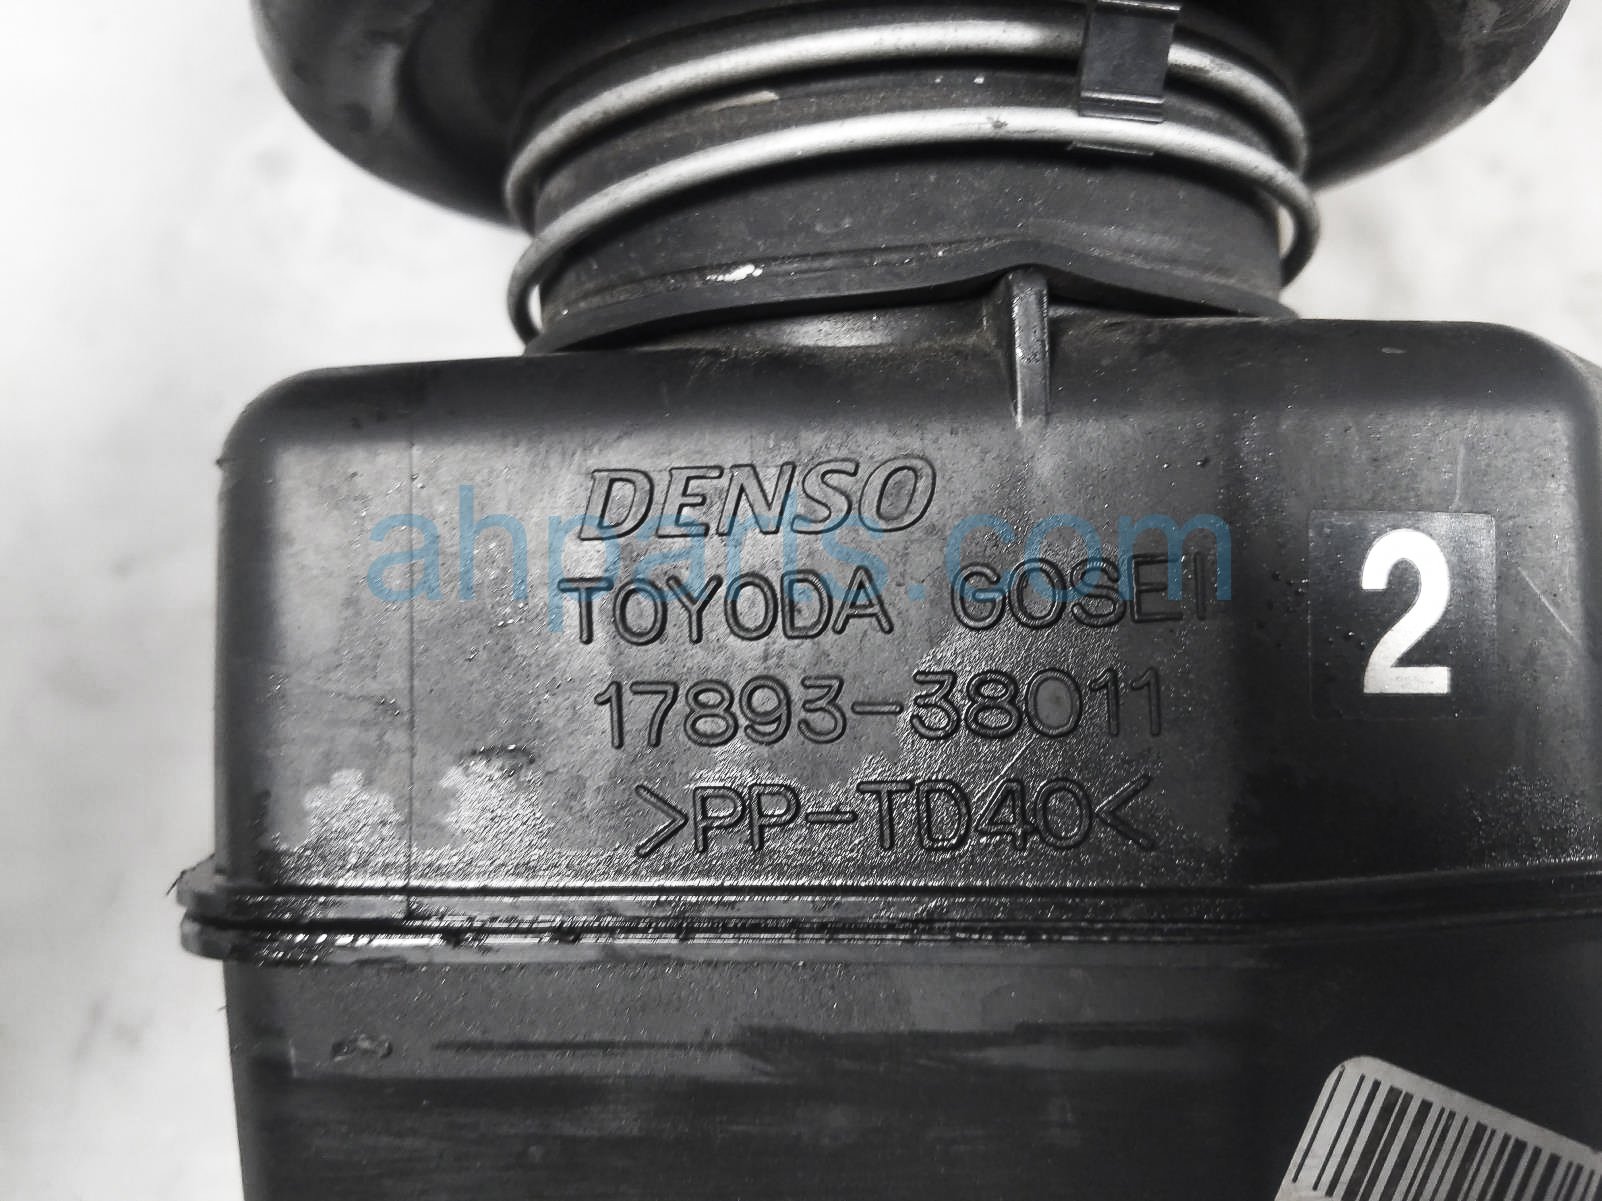 DENSO
ahparts.com
TOYODA GOSEI
2
17893-38011
>PP-TD40<